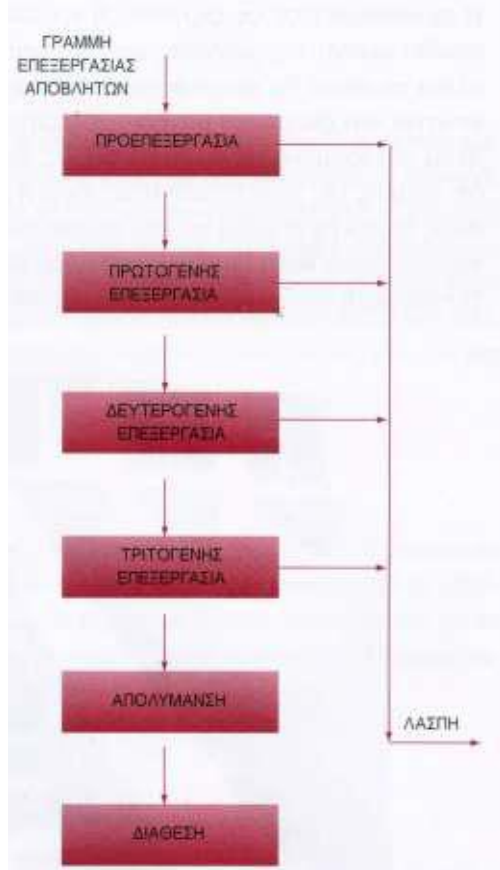 ΓΡΑΜΜΗ
ΕΠΕΞΕΡΓΑΣΙΑΣ
ΑΠΟΒΛΗΤΩΝ
ΠΡΟΕΠΕΞΕΡΓΑΣΙΑ
ΠΡΩΤΟΓΕΝΗΣ
ΕΠΕΞΕΡΓΑΣΙΑ
ΔΕΥΤΕΡΟΓΕΝΗΣ
ΕΠΕΞΕΡΓΑΣΙΑ
ΤΡΙΤΟΓΕΝΗΣ
ΕΠΕΞΕΡΓΑΣΙΑ
ΑΠΟΛΥΜΑΝΣΗ
ΛΑΣΠΗ
ΔΙΑΘΕΣΗ